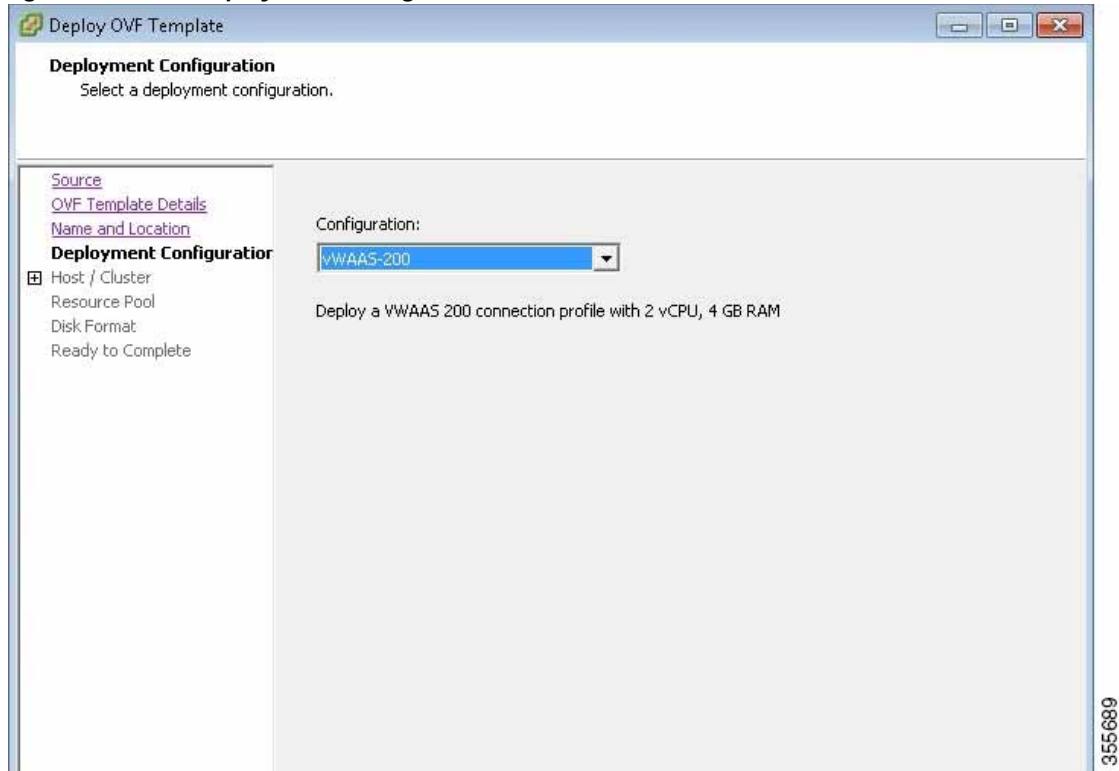 Deploy OVF Template
Deployment Configuration
Select a deployment configuration.
Source
OVF Template Details
Name and Location
Deployment Configuration
Host / Cluster
Resource Pool
Disk Format
Ready to Complete
Configuration:
vWAAS-200
Deploy a VWAAS 200 connection profile with 2 vCPU, 4 GB RAM
355689